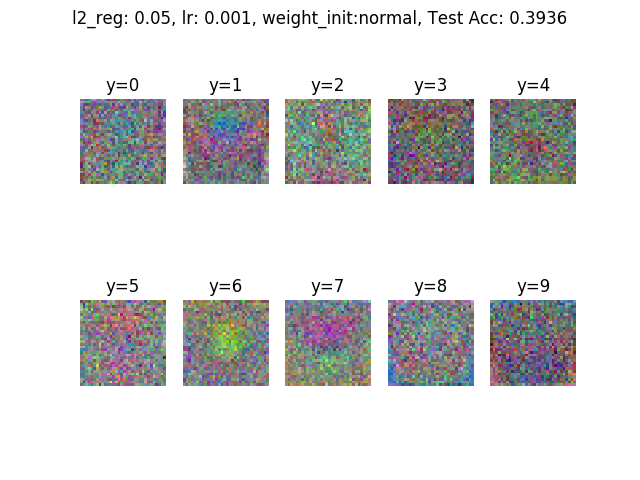 l2_reg: 0.05, lr: 0.001, weight_init:normal, Test Acc: 0.3936
y=0 y=1 y=2 y=3 y=4
y=5 y=6 y=7 y=8 y=9